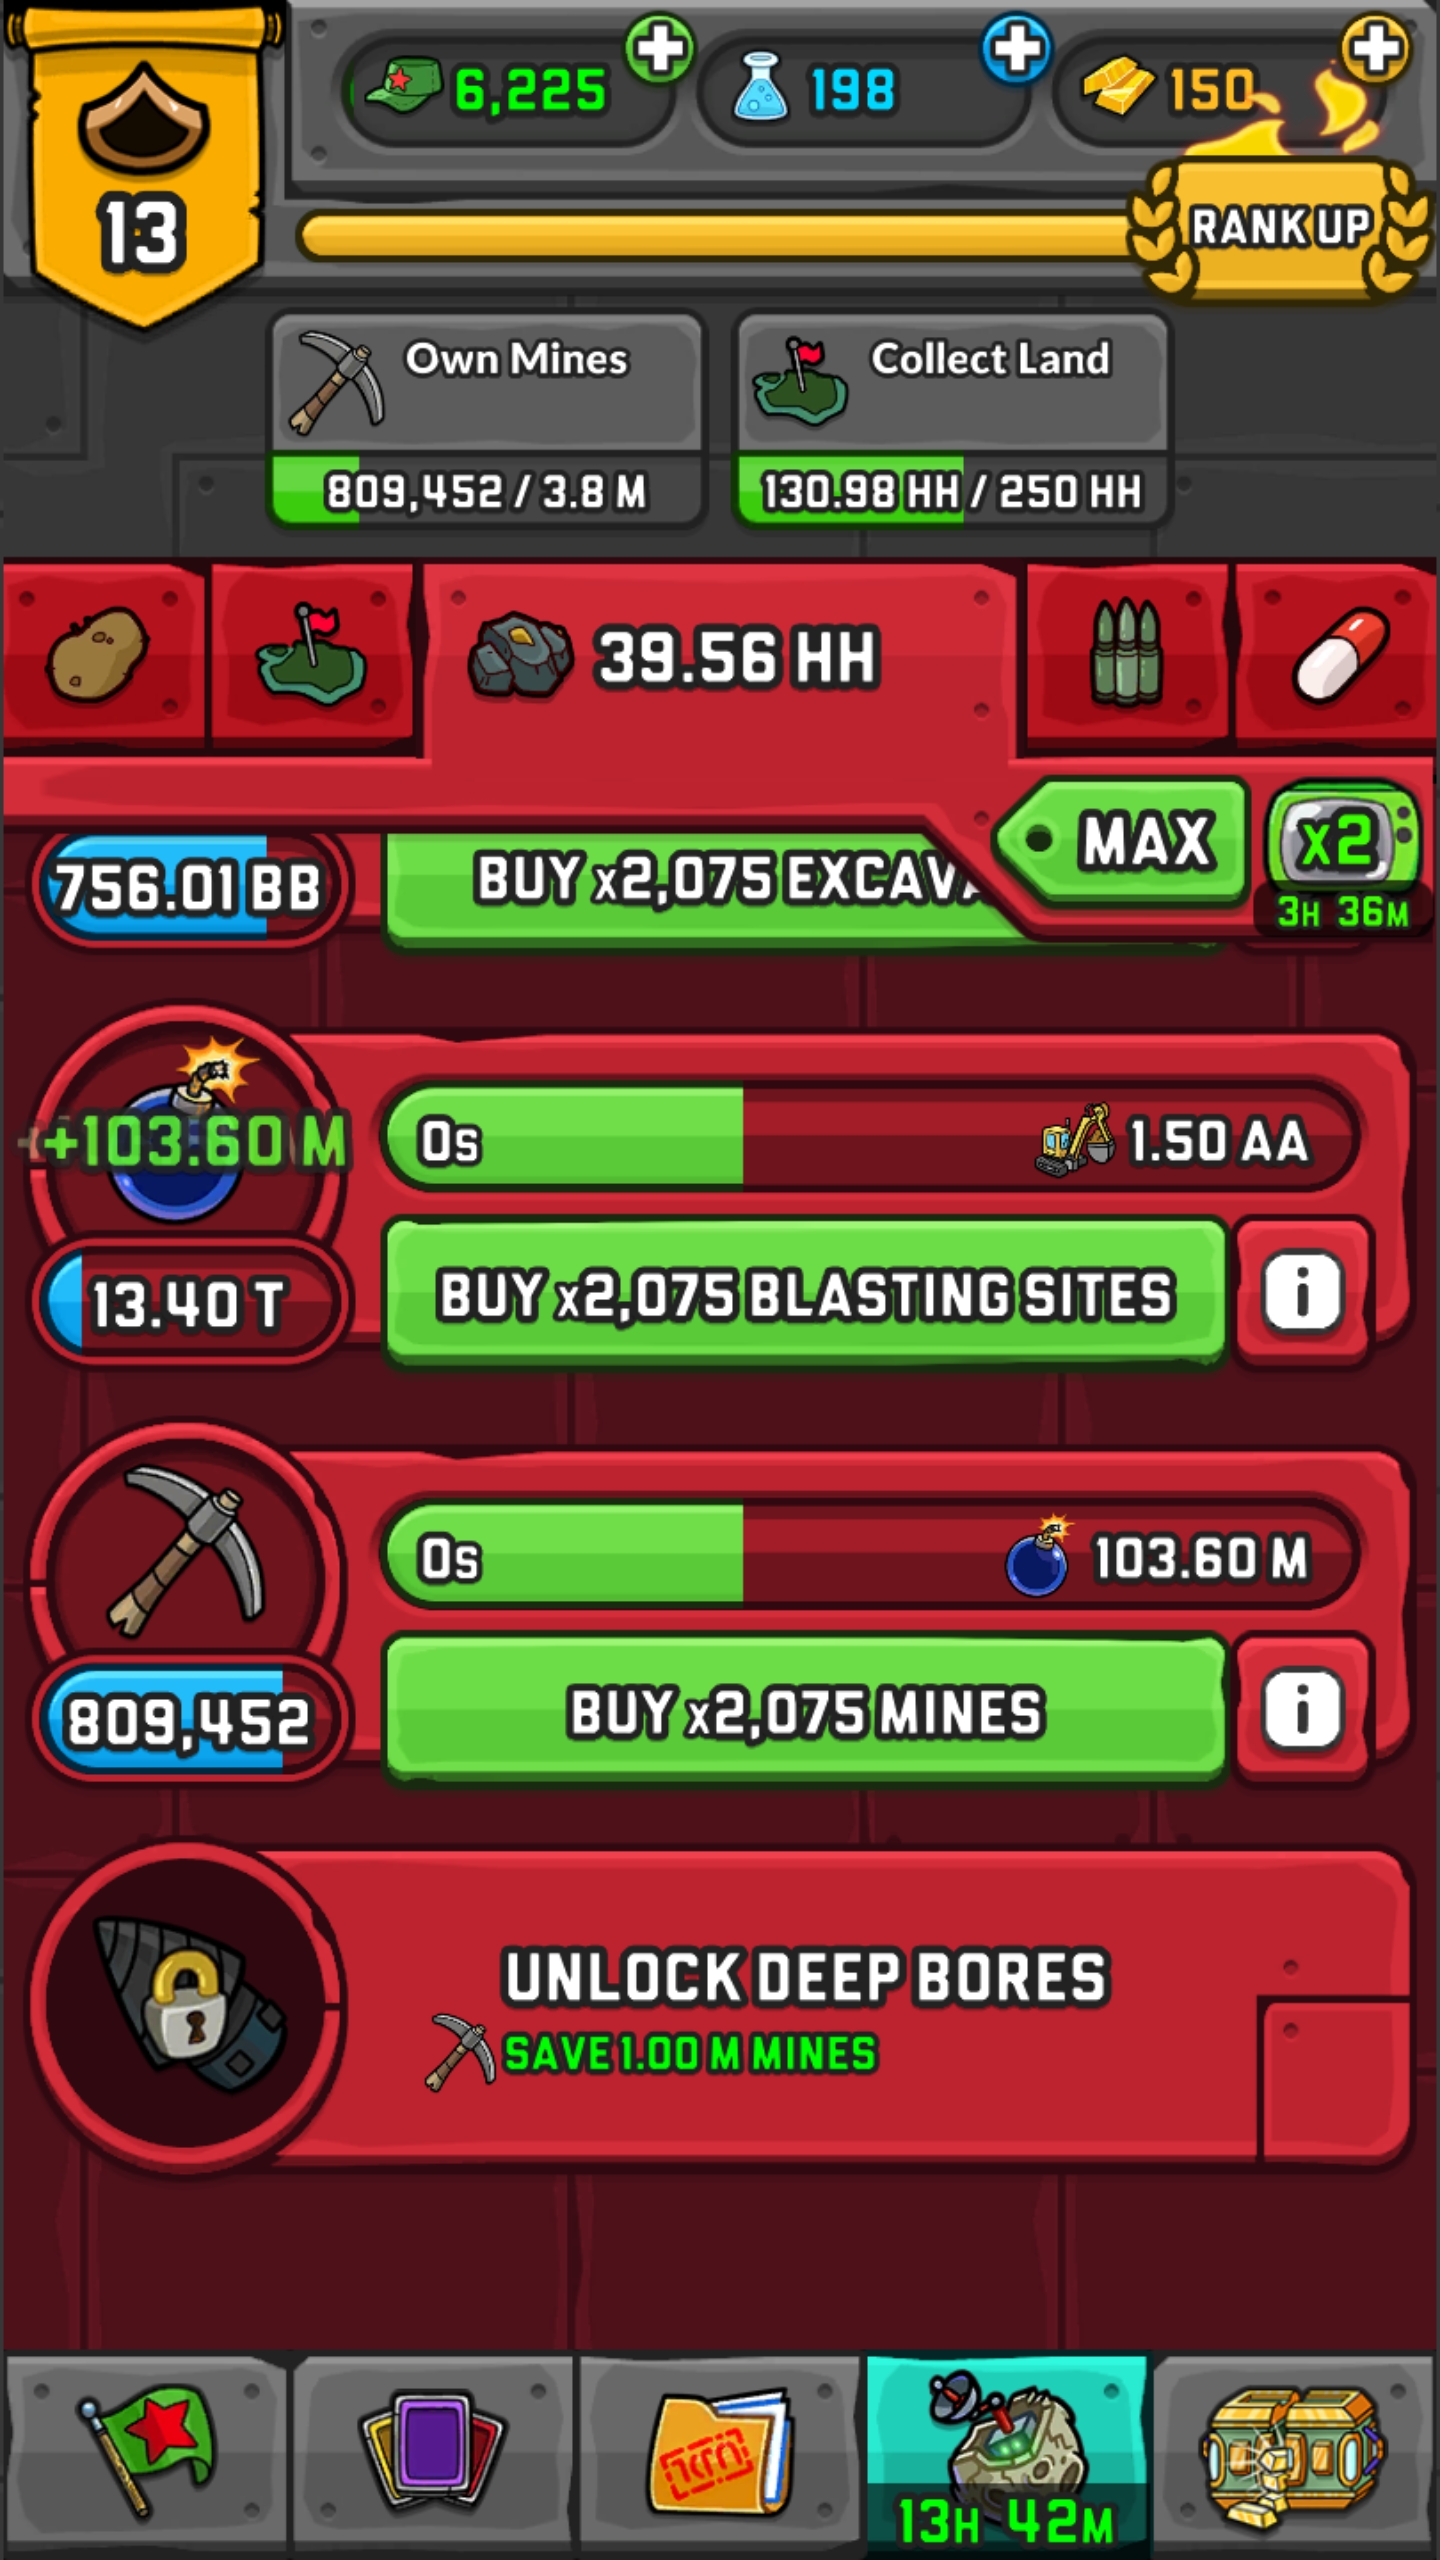 6,225
198
150
13
RANK UP
Own Mines
Collect Land
809,452 / 3.8 M
130.98 HH / 250 HH
39.56 HH
MAX
x2
3H 36M
756.01 BB
BUY x2,075 EXCAV
+103.60 M
0s
1.50 AA
13.40 T
BUY x2,075 BLASTING SITES
i
0s
103.60 M
809,452
BUY x2,075 MINES
i
UNLOCK DEEP BORES
SAVE 1.00 M MINES
13H 42M